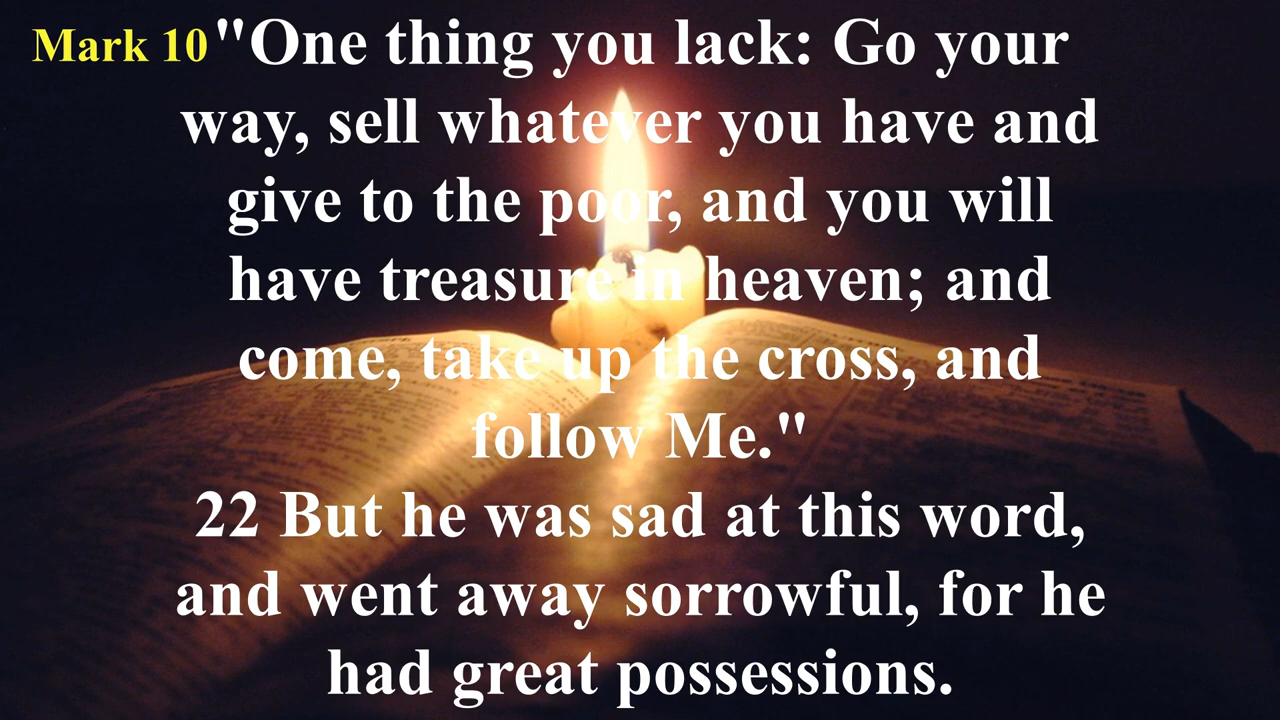 Mark 10 "One thing you lack: Go your
way, sell whatever you have and
give to the poor, and you will
have treasure in heaven; and
come, take up the cross, and
follow Me."
22 But he was sad at this word,
and went away sorrowful, for he
had great possessions.